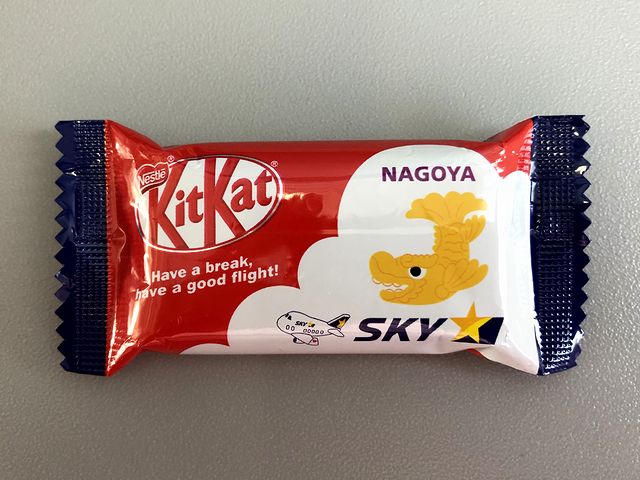 Nestlé®
KitKat®
Have a break,
have a good flight!
NAGOYA
SKY
SKY